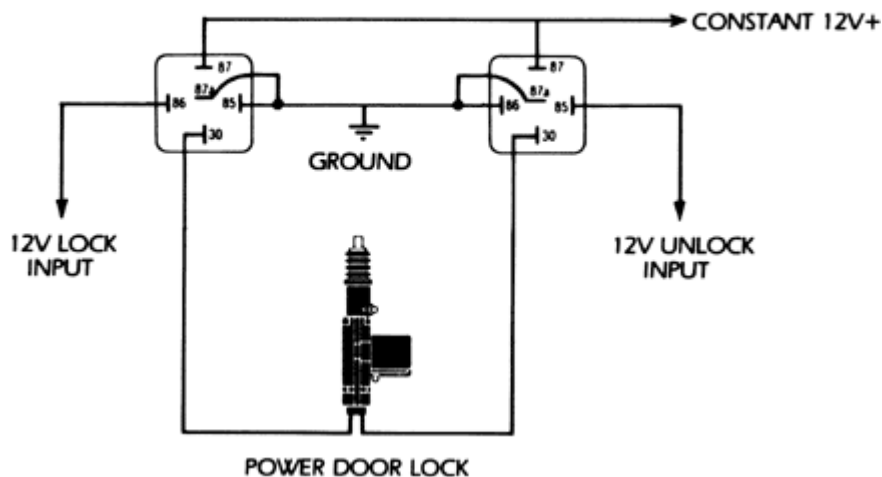 CONSTANT 12V+
87
87a
86
85
30
87
87a
86
85
30
GROUND
12V LOCK
INPUT
12V UNLOCK
INPUT
POWER DOOR LOCK